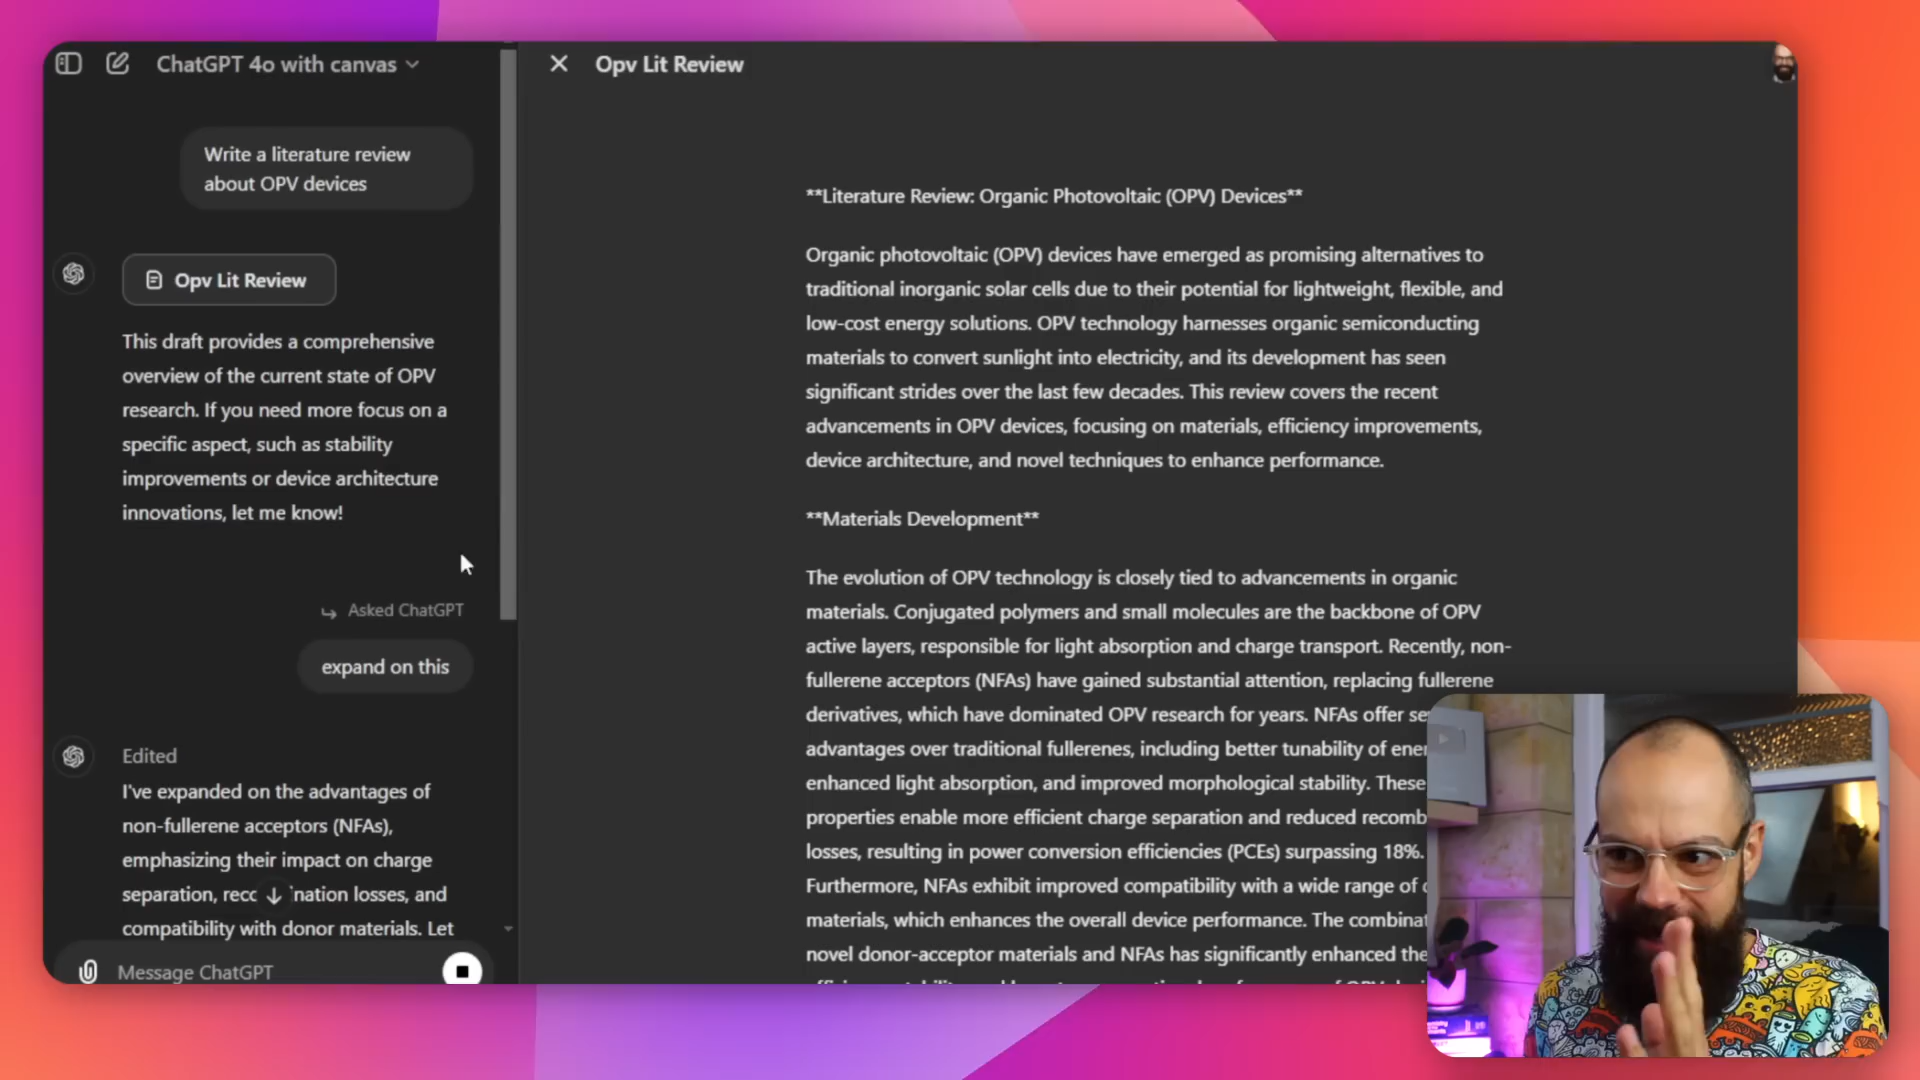 ChatGPT 4o with canvas
Write a literature review
about OPV devices
Opv Lit Review
This draft provides a comprehensive
overview of the current state of OPV
research. If you need more focus on a
specific aspect, such as stability
improvements or device architecture
innovations, let me know!
Asked ChatGPT
expand on this
Edited
I've expanded on the advantages of
non-fullerene acceptors (NFAs),
emphasizing their impact on charge
separation, nation losses, and
compatibility with donor materials. Let
Message ChatGPT
Opv Lit Review
**Literature Review: Organic Photovoltaic (OPV) Devices**
Organic photovoltaic (OPV) devices have emerged as promising alternatives to
traditional inorganic solar cells due to their potential for lightweight, flexible, and
low-cost energy solutions. OPV technology harnesses organic semiconducting
materials to convert sunlight into electricity, and its development has seen
significant strides over the last few decades. This review covers the recent
advancements in OPV devices, focusing on materials, efficiency improvements,
device architecture, and novel techniques to enhance performance.
**Materials Development**
The evolution of OPV technology is closely tied to advancements in organic
materials. Conjugated polymers and small molecules are the backbone of OPV
active layers, responsible for light absorption and charge transport. Recently, non-
fullerene acceptors (NFAs) have gained substantial attention, replacing fullerene
derivatives, which have dominated OPV research for years. NFAs offer se
advantages over traditional fullerenes, including better tunability of ener
enhanced light absorption, and improved morphological stability. These
properties enable more efficient charge separation and reduced recomb
losses, resulting in power conversion efficiencies (PCEs) surpassing 18%.
Furthermore, NFAs exhibit improved compatibility with a wide range of
materials, which enhances the overall device performance. The combinat
novel donor-acceptor materials and NFAs has significantly enhanced the